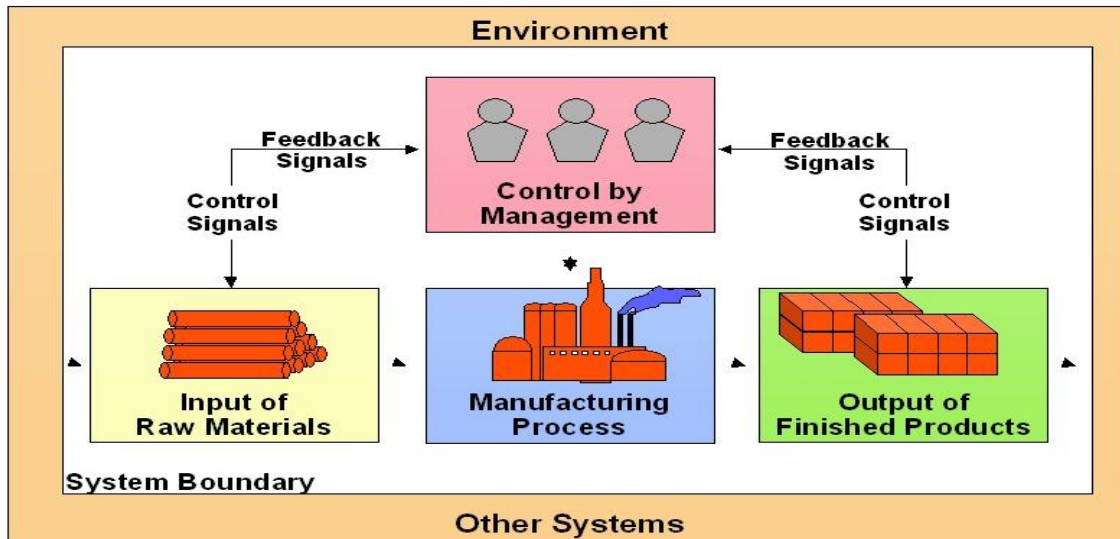 Environment
Feedback
Signals
Feedback
Signals
Control
Signals
Control
Signals
Control by
Management
Input of
Raw Materials
Manufacturing
Process
Output of
Finished Products
System Boundary
Other Systems